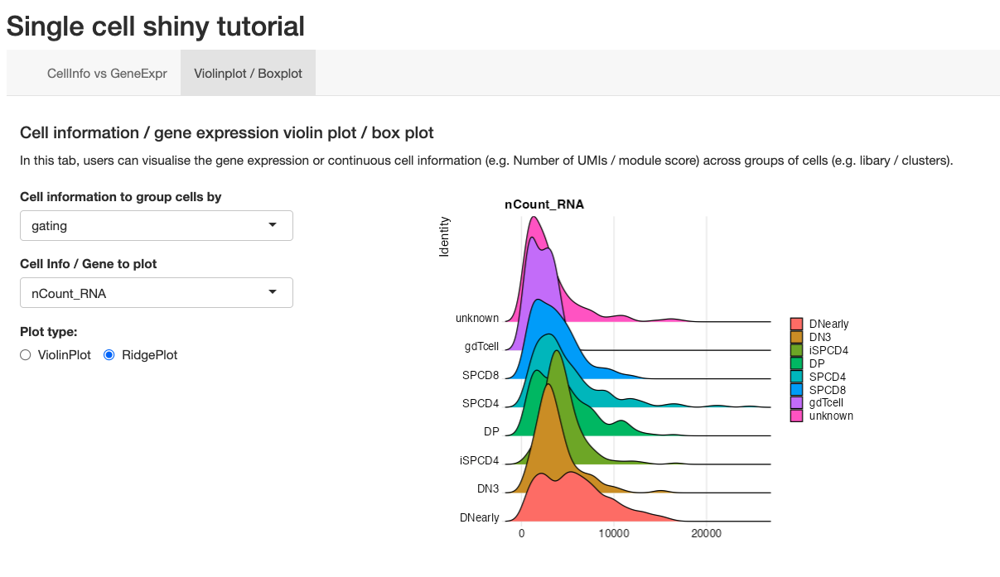 Single cell shiny tutorial
CellInfo vs GeneExpr
Violinplot / Boxplot
Cell information / gene expression violin plot / box plot
In this tab, users can visualise the gene expression or continuous cell information (e.g. Number of UMIs / module score) across groups of cells (e.g. libary / clusters).
Cell information to group cells by
gating
Cell Info / Gene to plot
nCount_RNA
Plot type:
ViolinPlot
RidgePlot
nCount_RNA
Identity
unknown
gdTcell
SPCD8
SPCD4
DP
iSPCD4
DN3
DNearly
0
10000
20000
DNearly
DN3
iSPCD4
DP
SPCD4
SPCD8
gdTcell
unknown